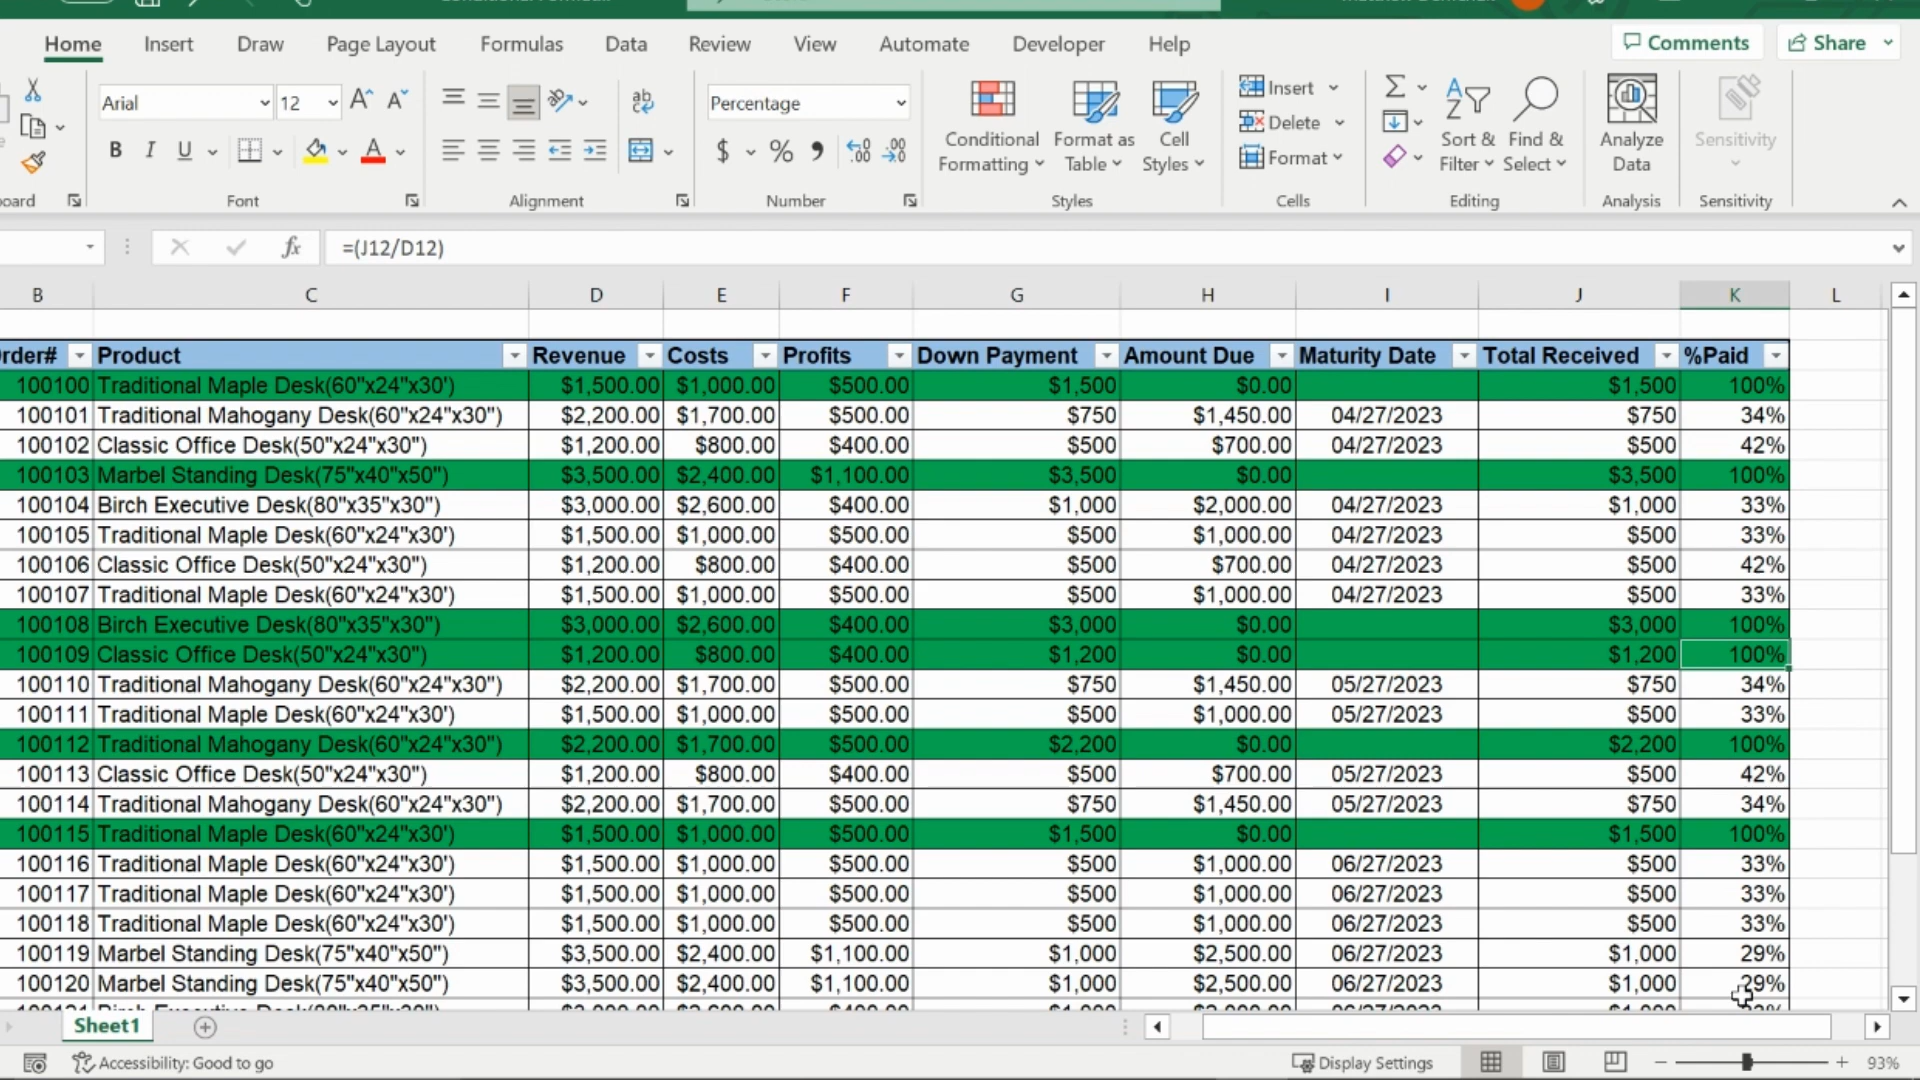 Home Insert Draw Page Layout Formulas Data Review View Automate Developer Help Comments Share
Arial 12 Percentage
Conditional Formatting Format as Table Cell Styles
Insert
Delete
Format
Sort & Filter Find & Select Analyze Data Sensitivity
Font Alignment Number Styles Cells Editing Analysis Sensitivity
fx =(J12/D12)
B C D E F G H I J K L
Product Revenue Costs Profits Down Payment Amount Due Maturity Date Total Received %Paid
100100 Traditional Maple Desk(60"x24"x30') $1,500.00 $1,000.00 $500.00 $1,500 $0.00 $1,500 100%
100101 Traditional Mahogany Desk(60"x24"x30") $2,200.00 $1,700.00 $500.00 $750 $1,450.00 04/27/2023 $750 34%
100102 Classic Office Desk(50"x24"x30") $1,200.00 $800.00 $400.00 $500 $700.00 04/27/2023 $500 42%
100103 Marbel Standing Desk(75"x40"x50") $3,500.00 $2,400.00 $1,100.00 $3,500 $0.00 $3,500 100%
100104 Birch Executive Desk(80"x35"x30") $3,000.00 $2,600.00 $400.00 $1,000 $2,000.00 04/27/2023 $1,000 33%
100105 Traditional Maple Desk(60"x24"x30') $1,500.00 $1,000.00 $500.00 $500 $1,000.00 04/27/2023 $500 33%
100106 Classic Office Desk(50"x24"x30") $1,200.00 $800.00 $400.00 $500 $700.00 04/27/2023 $500 42%
100107 Traditional Maple Desk(60"x24"x30') $1,500.00 $1,000.00 $500.00 $500 $1,000.00 04/27/2023 $500 33%
100108 Birch Executive Desk(80"x35"x30") $3,000.00 $2,600.00 $400.00 $3,000 $0.00 $3,000 100%
100109 Classic Office Desk(50"x24"x30") $1,200.00 $800.00 $400.00 $1,200 $0.00 $1,200 100%
100110 Traditional Mahogany Desk(60"x24"x30") $2,200.00 $1,700.00 $500.00 $750 $1,450.00 05/27/2023 $750 34%
100111 Traditional Maple Desk(60"x24"x30') $1,500.00 $1,000.00 $500.00 $500 $1,000.00 05/27/2023 $500 33%
100112 Traditional Mahogany Desk(60"x24"x30") $2,200.00 $1,700.00 $500.00 $2,200 $0.00 $2,200 100%
100113 Classic Office Desk(50"x24"x30") $1,200.00 $800.00 $400.00 $500 $700.00 05/27/2023 $500 42%
100114 Traditional Mahogany Desk(60"x24"x30") $2,200.00 $1,700.00 $500.00 $750 $1,450.00 05/27/2023 $750 34%
100115 Traditional Maple Desk(60"x24"x30') $1,500.00 $1,000.00 $500.00 $1,500 $0.00 $1,500 100%
100116 Traditional Maple Desk(60"x24"x30') $1,500.00 $1,000.00 $500.00 $500 $1,000.00 06/27/2023 $500 33%
100117 Traditional Maple Desk(60"x24"x30') $1,500.00 $1,000.00 $500.00 $500 $1,000.00 06/27/2023 $500 33%
100118 Traditional Maple Desk(60"x24"x30') $1,500.00 $1,000.00 $500.00 $500 $1,000.00 06/27/2023 $500 33%
100119 Marbel Standing Desk(75"x40"x50") $3,500.00 $2,400.00 $1,100.00 $1,000 $2,500.00 06/27/2023 $1,000 29%
100120 Marbel Standing Desk(75"x40"x50") $3,500.00 $2,400.00 $1,100.00 $1,000 $2,500.00 06/27/2023 $1,000 29%
Sheet1
Accessibility: Good to go Display Settings 93%